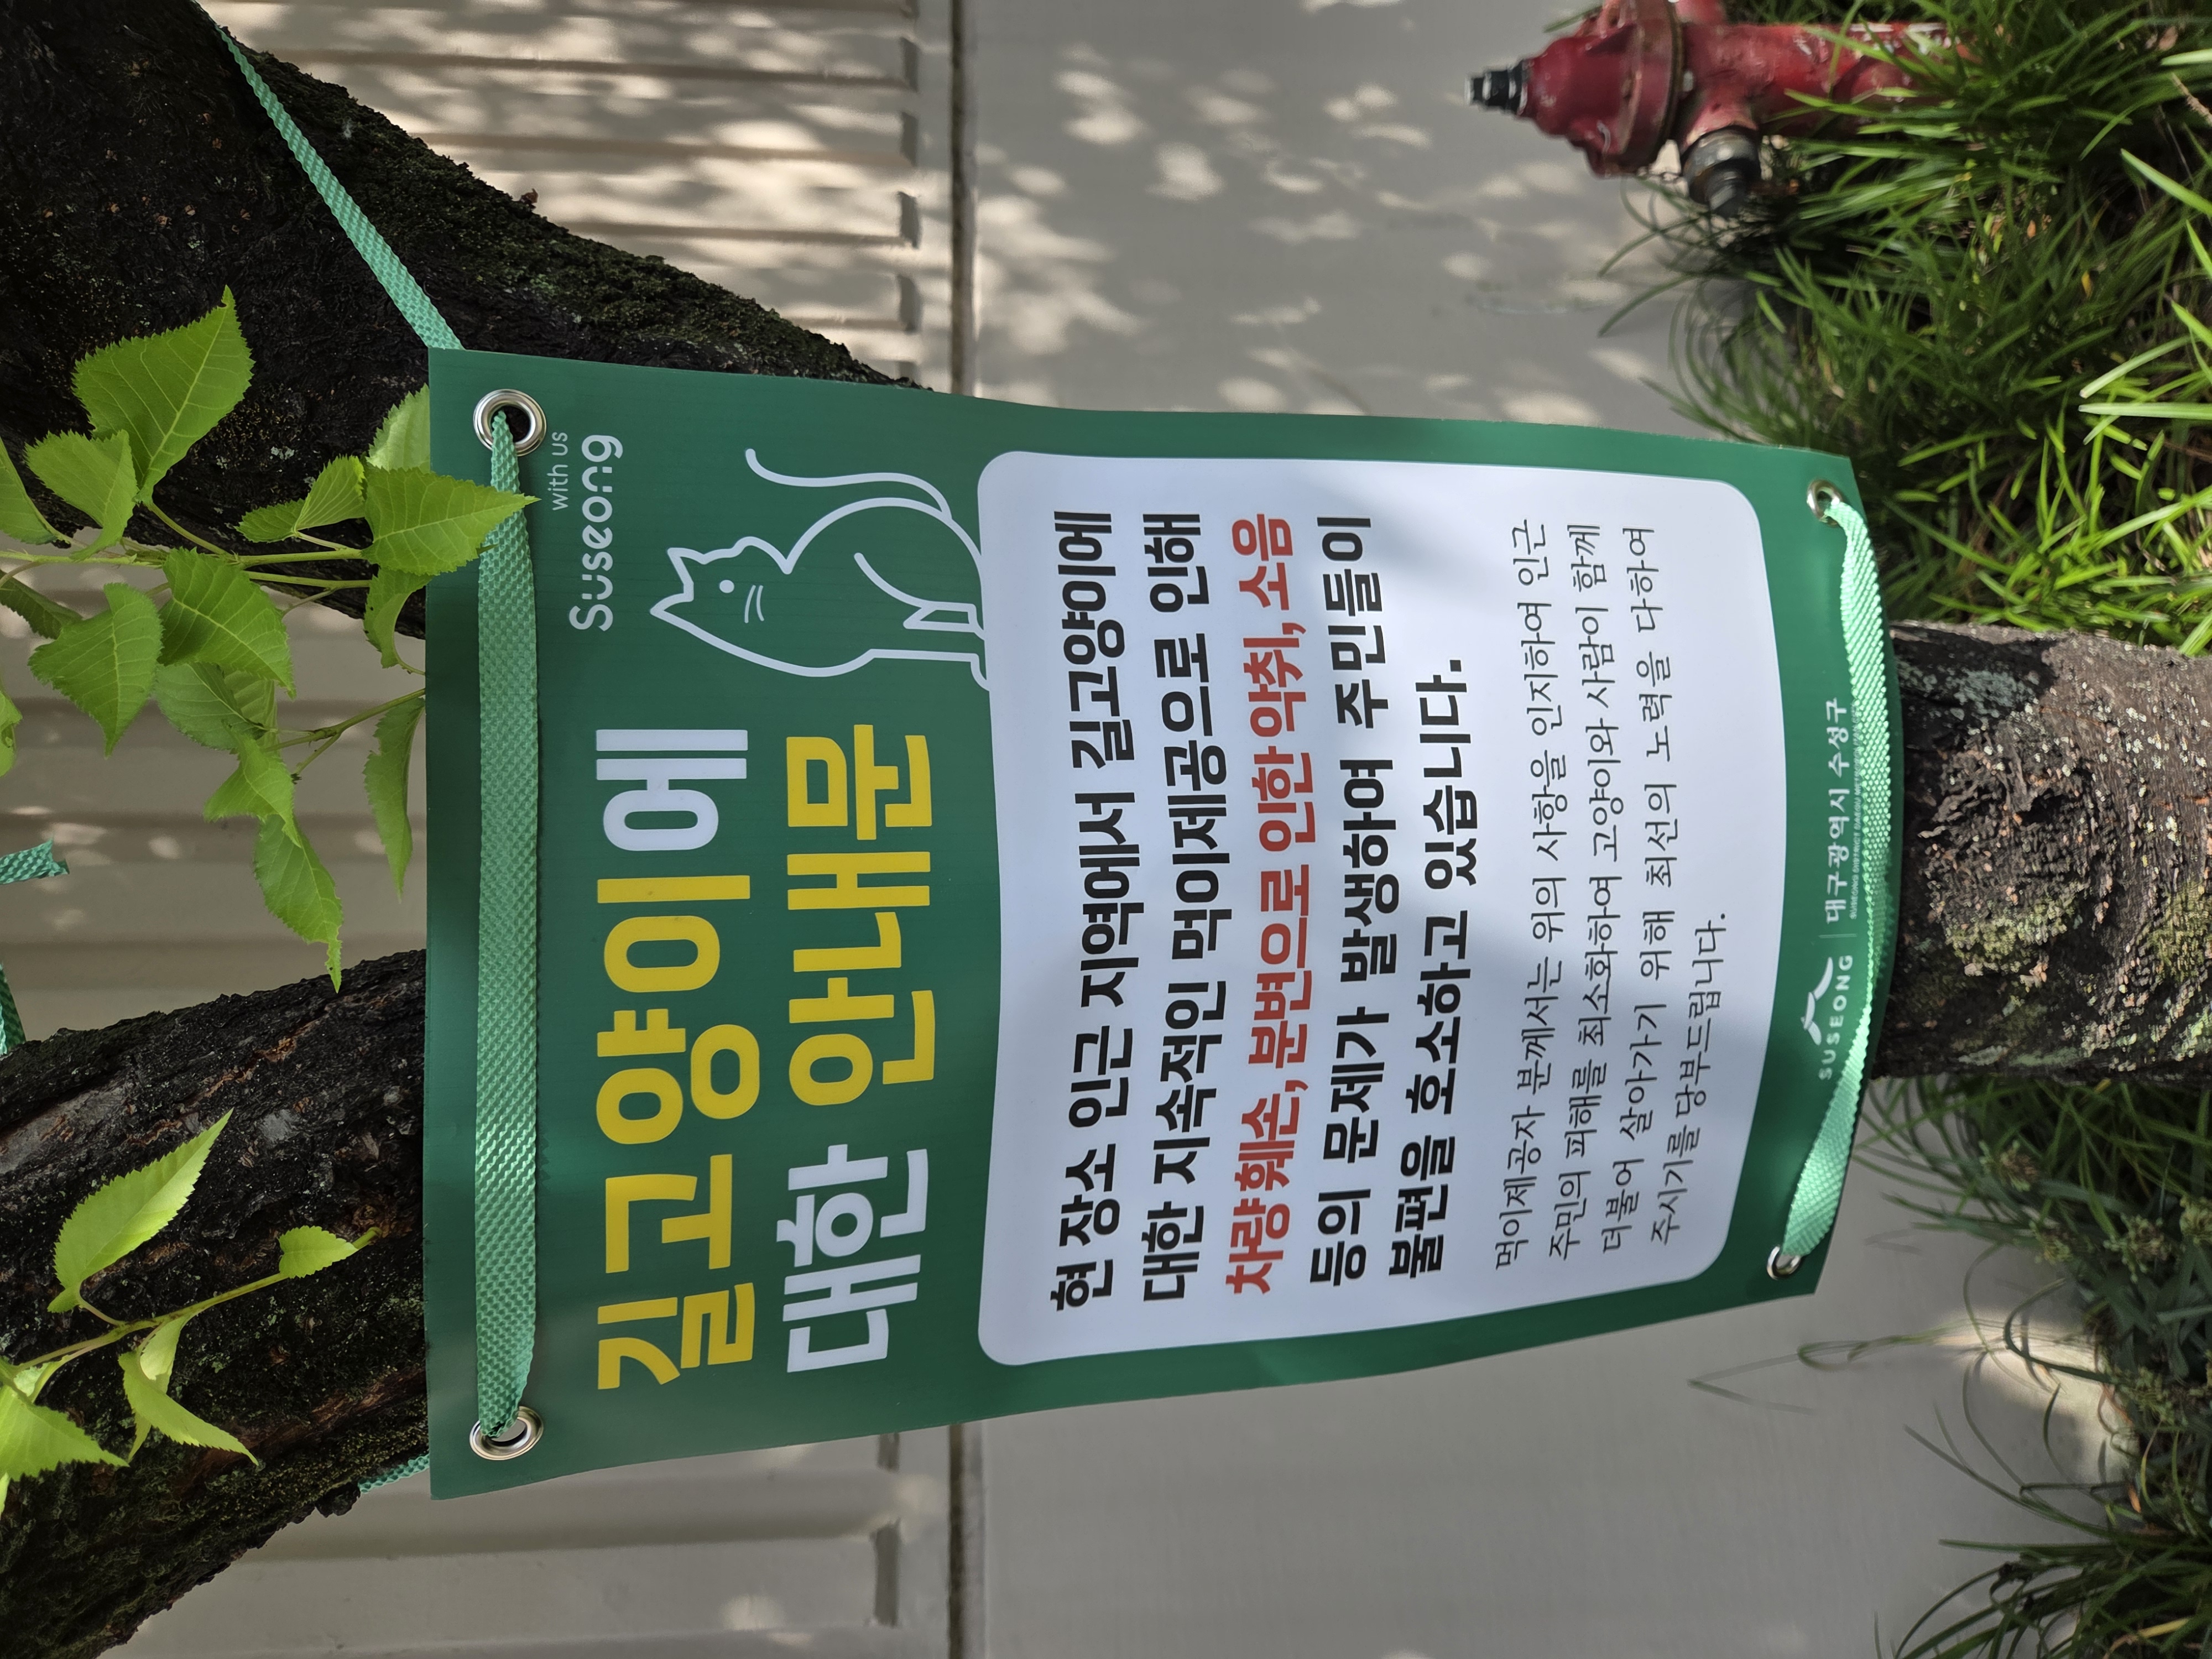 with us
Suseong
길고양이에
대한 안내문
현 장소 인근 지역에서 길고양이에
대한 지속적인 먹이제공으로 인해
차량훼손, 분변으로 인한 악취, 소음
등의 문제가 발생하여 주민들이
불편을 호소하고 있습니다.
먹이제공자 분께서는 위의 사항을 인지하여 인근
주민의 피해를 최소화하여 고양이와 사람이 함께
더불어 살아가기 위해 최선의 노력을 다하여
주시기를 당부드립니다.
SUSEONG 대구광역시 수성구
SUSEONG DISTRICT DAEGU